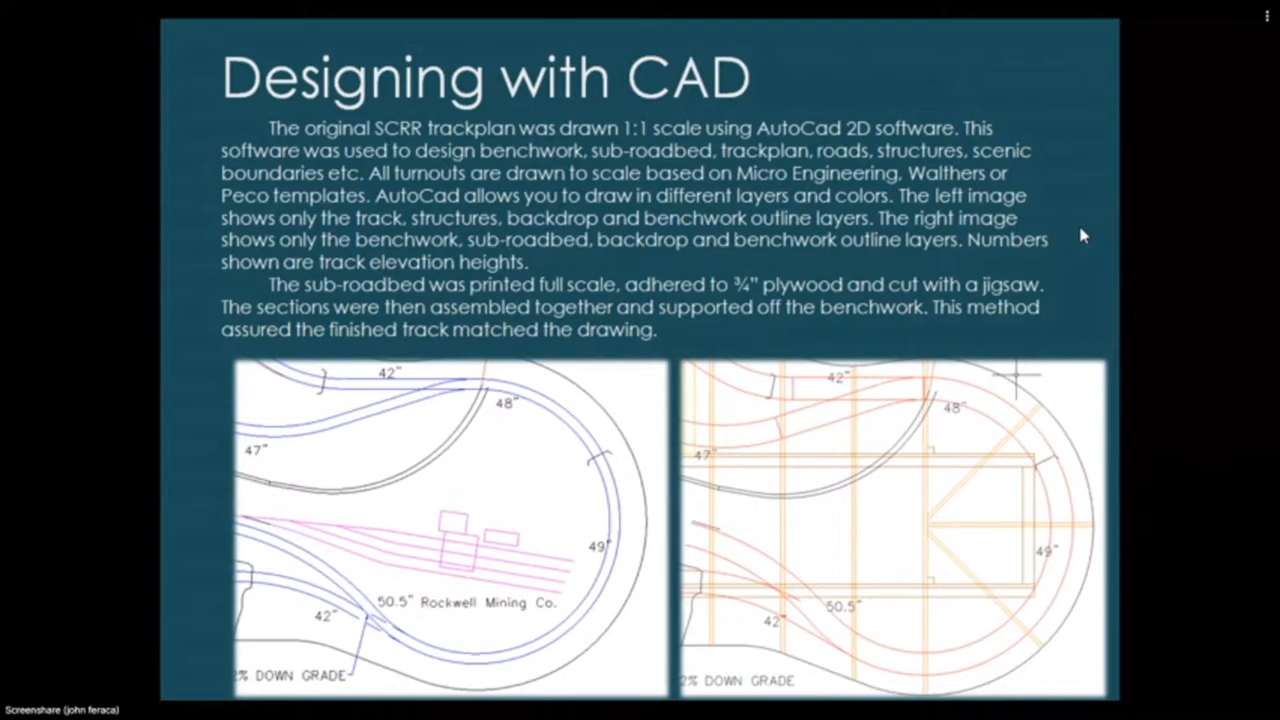 Designing with CAD
The original SCRR trackplan was drawn 1:1 scale using AutoCad 2D software. This
software was used to design benchwork, sub-roadbed, trackplan, roads, structures, scenic
boundaries etc. All turnouts are drawn to scale based on Micro Engineering, Walthers or
Peco templates. AutoCad allows you to draw in different layers and colors. The left image
shows only the track, structures, backdrop and benchwork outline layers. The right image
shows only the benchwork, sub-roadbed, backdrop and benchwork outline layers. Numbers
shown are track elevation heights.
The sub-roadbed was printed full scale, adhered to ¾” plywood and cut with a jigsaw.
The sections were then assembled together and supported off the benchwork. This method
assured the finished track matched the drawing.
42"
48"
47"
49"
50.5" Rockwell Mining Co.
42"
2% DOWN GRADE
42"
48"
47"
49"
50.5"
42"
2% DOWN GRADE
Screenshare (john feraca)